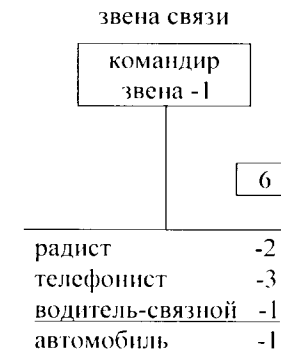 звена связи
командир
звена -1
6
радист -2
телефонист -3
водитель-связной -1
автомобиль -1